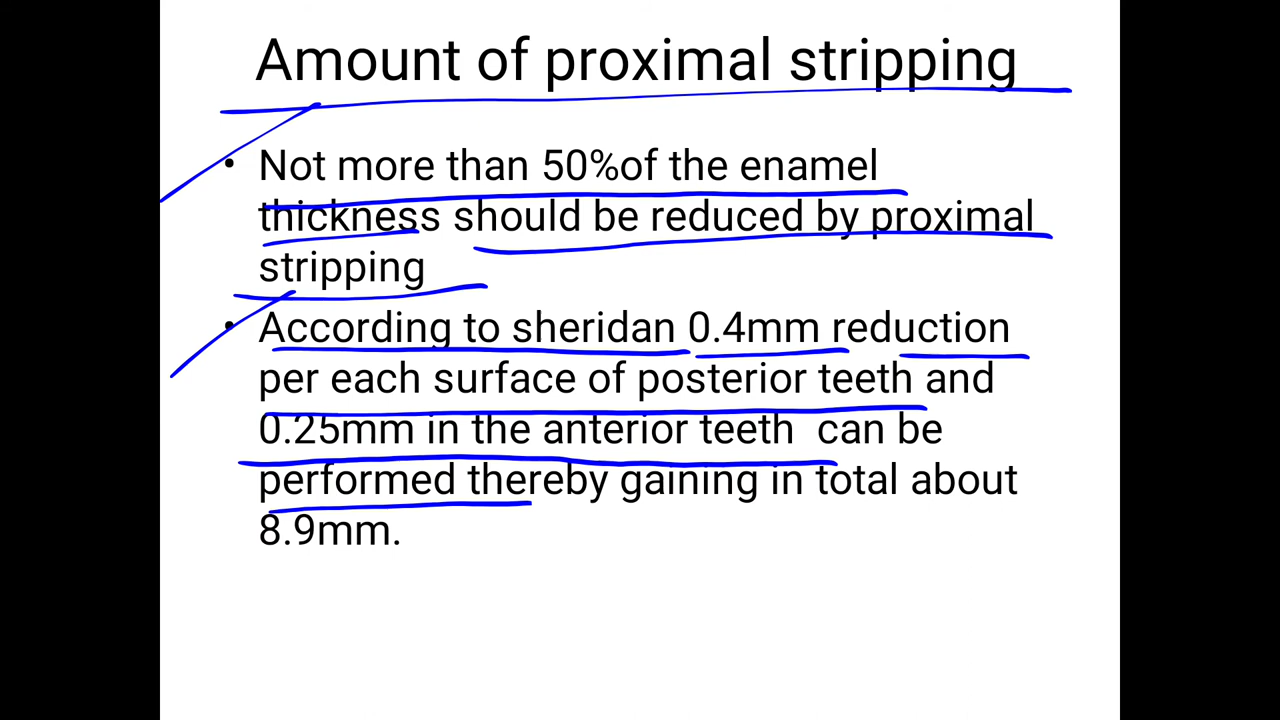 Amount of proximal stripping
• Not more than 50%of the enamel
thickness should be reduced by proximal
stripping
• According to sheridan 0.4mm reduction
per each surface of posterior teeth and
0.25mm in the anterior teeth  can be
performed thereby gaining in total about
8.9mm.